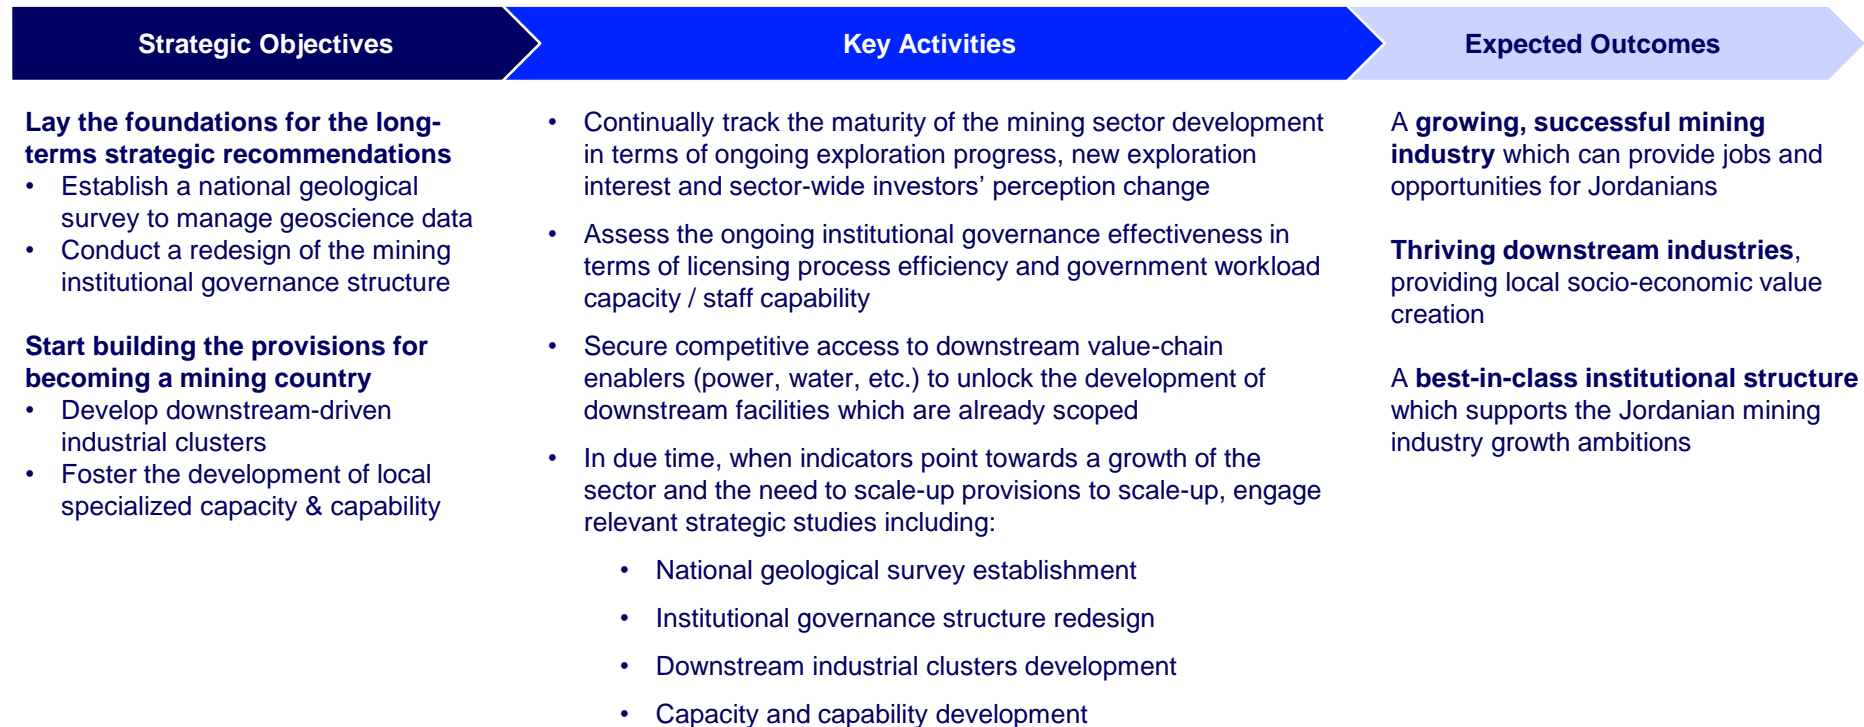 Strategic Objectives
Key Activities
Expected Outcomes
Lay the foundations for the long-
terms strategic recommendations
• Establish a national geological
survey to manage geoscience data
• Conduct a redesign of the mining
institutional governance structure
Start building the provisions for
becoming a mining country
• Develop downstream-driven
industrial clusters
• Foster the development of local
specialized capacity & capability
• Continually track the maturity of the mining sector development
in terms of ongoing exploration progress, new exploration
interest and sector-wide investors’ perception change
• Assess the ongoing institutional governance effectiveness in
terms of licensing process efficiency and government workload
capacity / staff capability
• Secure competitive access to downstream value-chain
enablers (power, water, etc.) to unlock the development of
downstream facilities which are already scoped
• In due time, when indicators point towards a growth of the
sector and the need to scale-up provisions to scale-up, engage
relevant strategic studies including:
• National geological survey establishment
• Institutional governance structure redesign
• Downstream industrial clusters development
• Capacity and capability development
A growing, successful mining
industry which can provide jobs and
opportunities for Jordanians
Thriving downstream industries,
providing local socio-economic value
creation
A best-in-class institutional structure
which supports the Jordanian mining
industry growth ambitions